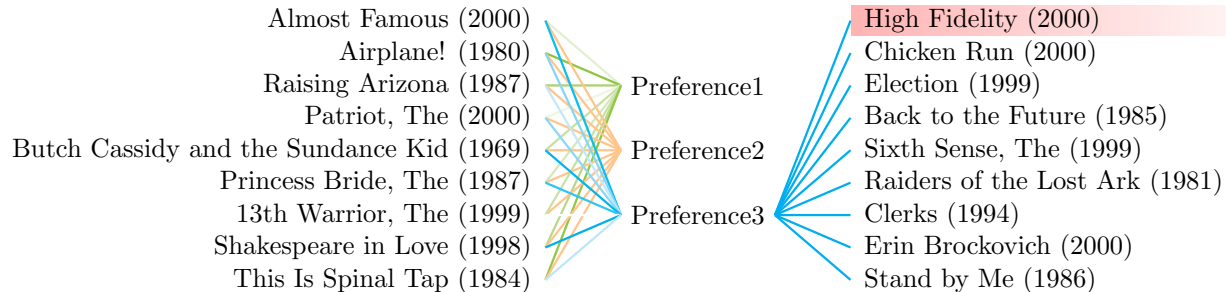 Almost Famous (2000)
Airplane! (1980)
Raising Arizona (1987)
Patriot, The (2000)
Butch Cassidy and the Sundance Kid (1969)
Princess Bride, The (1987)
13th Warrior, The (1999)
Shakespeare in Love (1998)
This Is Spinal Tap (1984)
Preference1
Preference2
Preference3
High Fidelity (2000)
Chicken Run (2000)
Election (1999)
Back to the Future (1985)
Sixth Sense, The (1999)
Raiders of the Lost Ark (1981)
Clerks (1994)
Erin Brockovich (2000)
Stand by Me (1986)